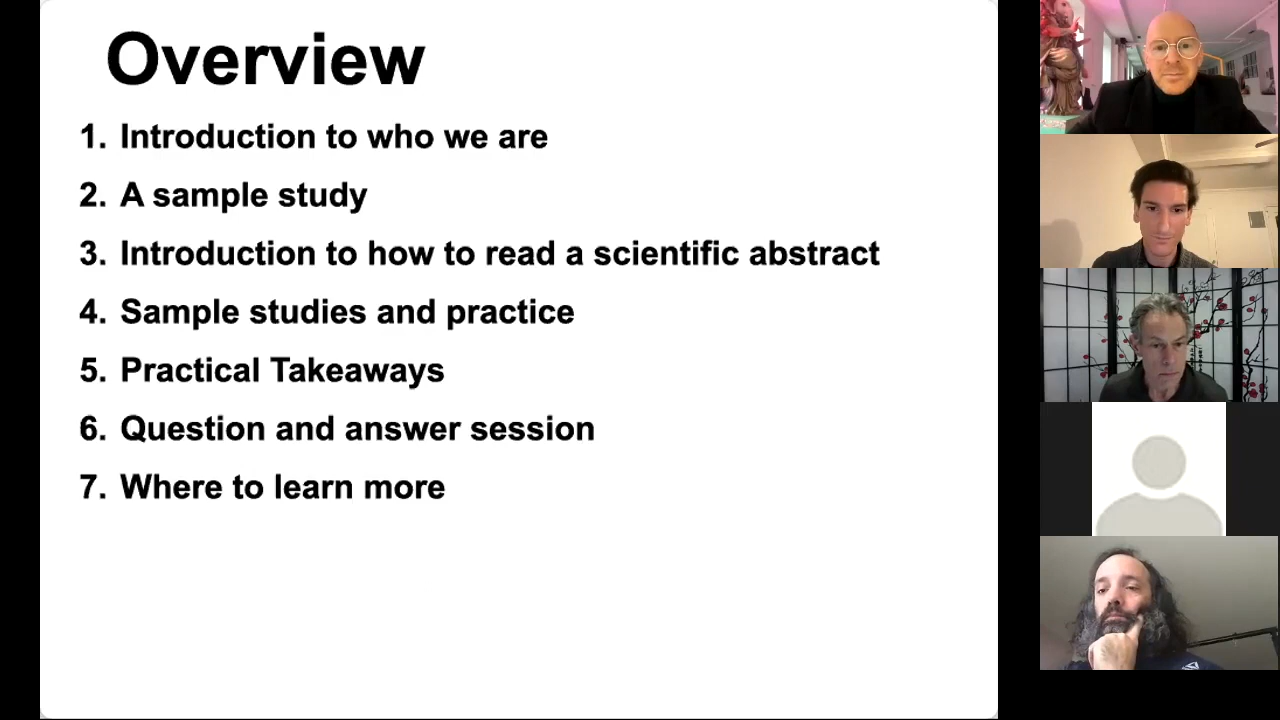 Overview
1. Introduction to who we are
2. A sample study
3. Introduction to how to read a scientific abstract
4. Sample studies and practice
5. Practical Takeaways
6. Question and answer session
7. Where to learn more